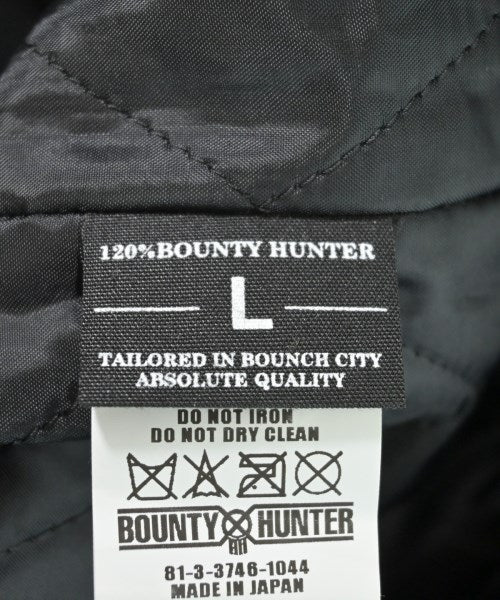 120%BOUNTY HUNTER
L
TAILORED IN BOUNCH CITY
ABSOLUTE QUALITY
DO NOT IRON
DO NOT DRY CLEAN
BOUNTY HUNTER
BH
81-3-3746-1044
MADE IN JAPAN